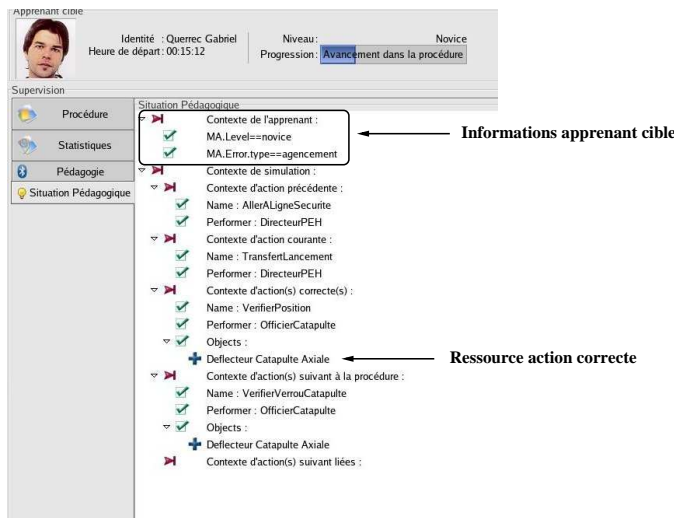 Apprenant cible
Identité : Querrec Gabriel
Niveau : Novice
Heure de départ : 00:15:12
Progression : Avancement dans la procédure
Supervision
Procédure
Statistiques
Pédagogie
Situation Pédagogique
Situation Pédagogique
Contexte de l'apprenant :
MA.Level==novice
MA.Error.type==agencement
Contexte de simulation :
Contexte d'action précédente :
Name : AllerALigneSecurite
Performer : DirecteurPEH
Contexte d'action courante :
Name : TransfertLancement
Performer : DirecteurPEH
Contexte d'action(s) correcte(s) :
Name : VerifierPosition
Performer : OfficierCatapulte
Objects :
Deflecteur Catapulte Axiale
Contexte d'action(s) suivant à la procédure :
Name : VerifierVerrouCatapulte
Performer : OfficierCatapulte
Objects :
Deflecteur Catapulte Axiale
Contexte d'action(s) suivant liées :
Informations apprenant cible
Ressource action correcte